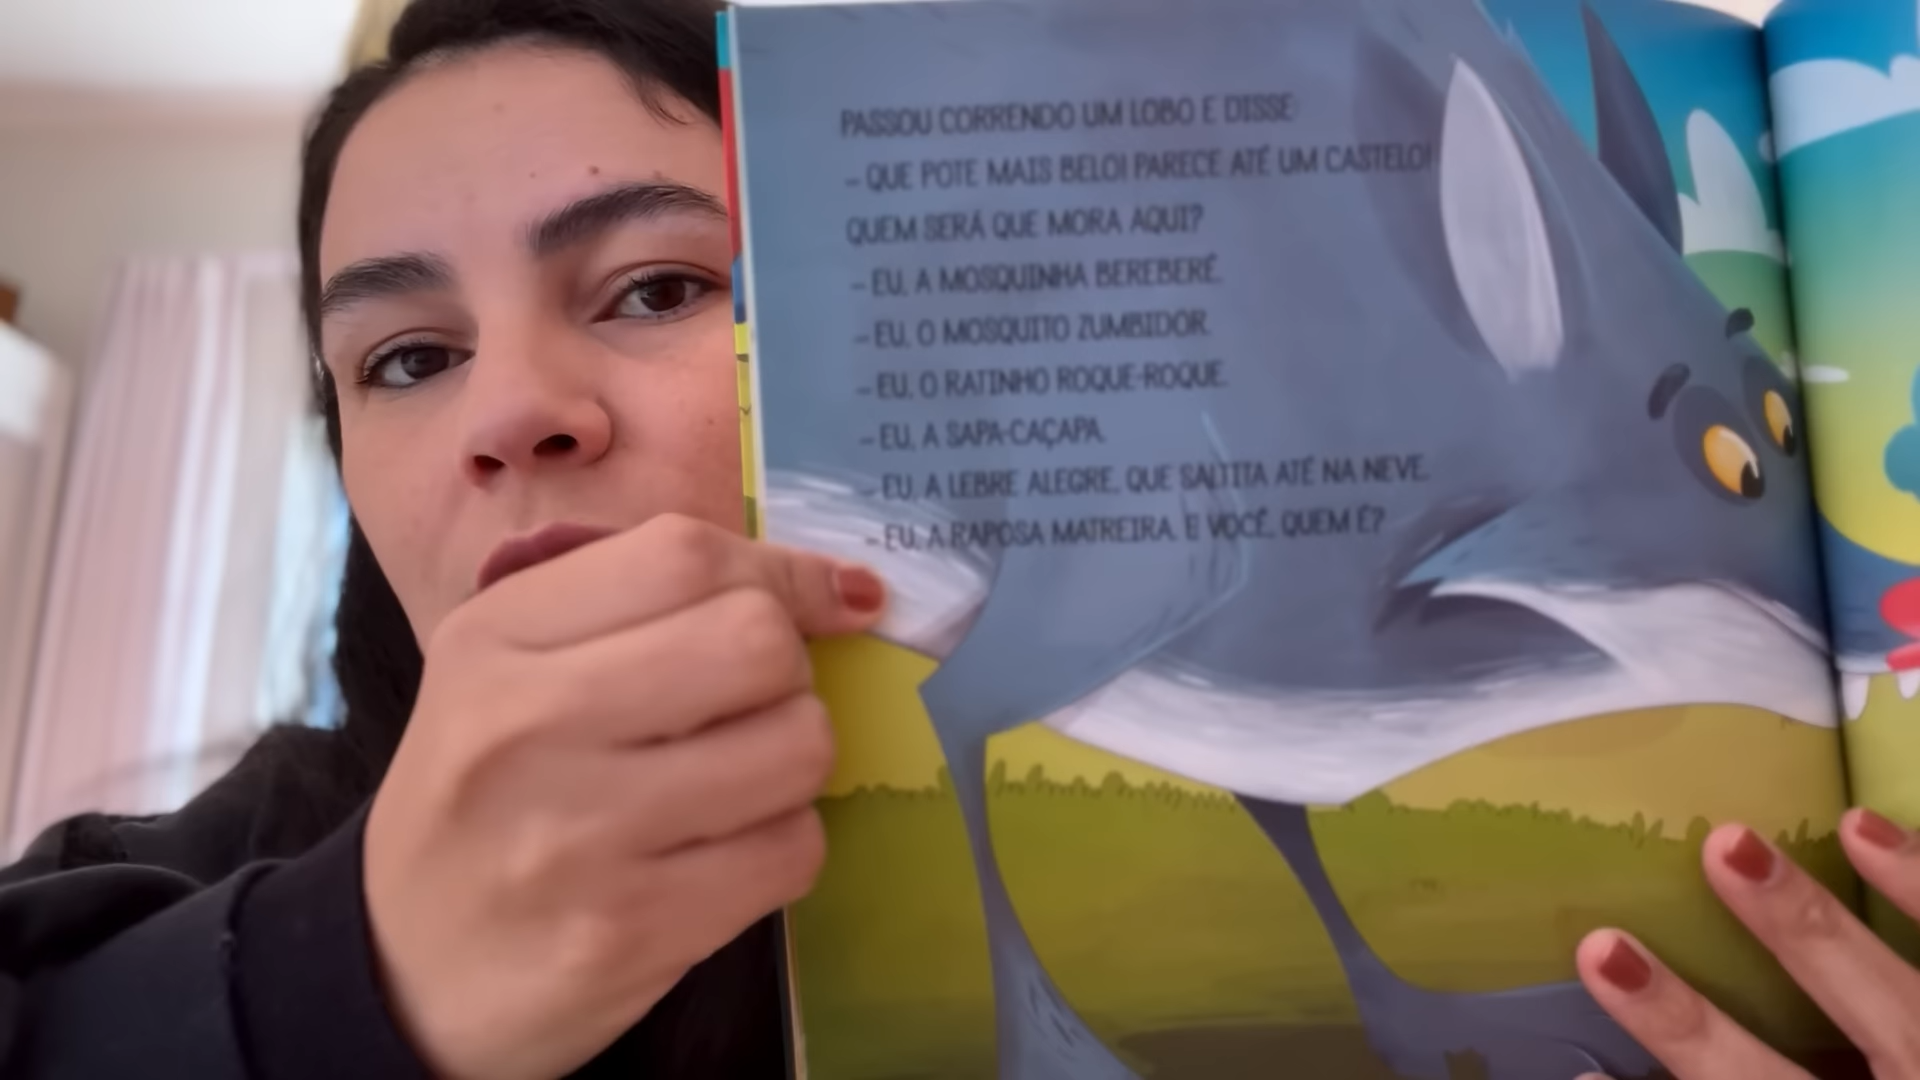 PASSOU CORRENDO UM LOBO E DISSE:
– QUE POTE MAIS BELO! PARECE ATÉ UM CASTELO!
QUEM SERÁ QUE MORA AQUI?
– EU, A MOSQUINHA BEREBERÉ.
– EU, O MOSQUITO ZUMBIDOR.
– EU, O RATINHO ROQUE-ROQUE.
– EU, A SAPA-CAÇAPA.
– EU, A LEBRE ALEGRE, QUE SALTITA ATÉ NA NEVE.
– EU, A RAPOSA MATREIRA. E VOCÊ, QUEM É?